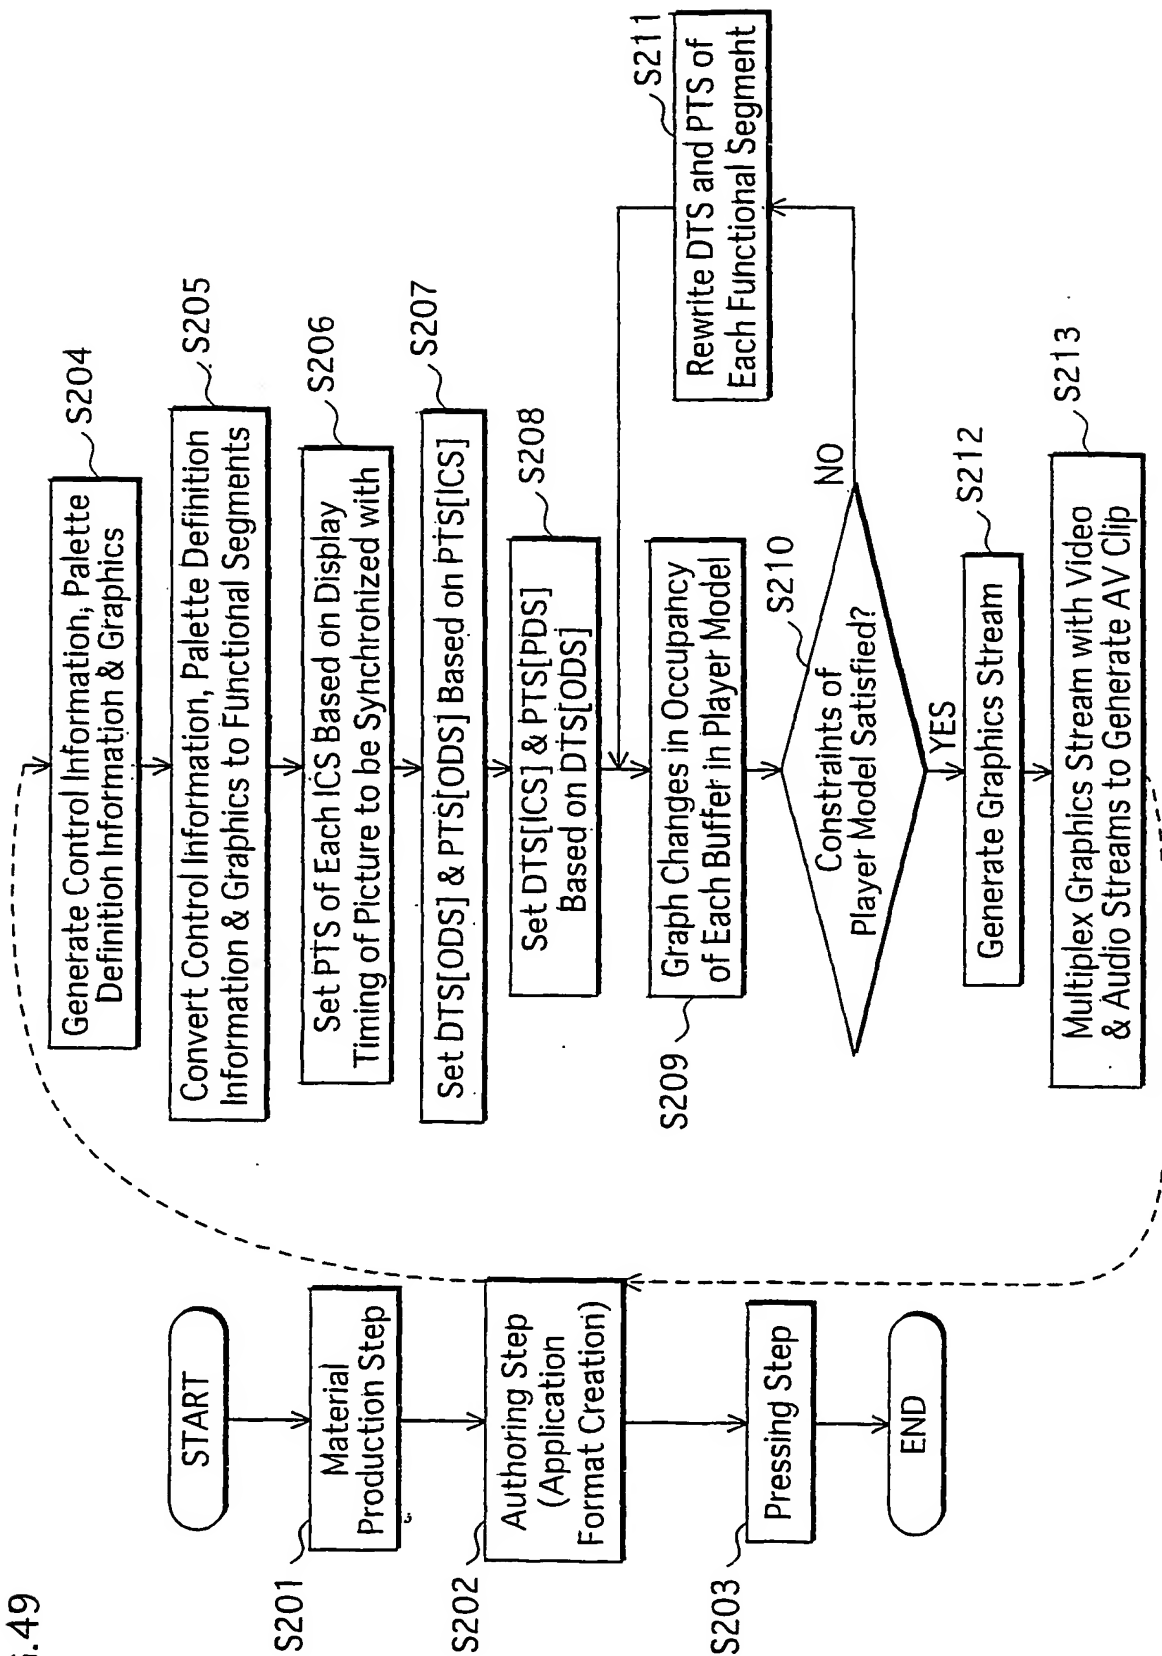 G.49
START
S201
Material
Production Step
S202
Authoring Step
(Application
Format Creation)
S203
Pressing Step
END
S204
Generate Control Information, Palette
Definition Information & Graphics
S205
Convert Control Information, Palette Definition
Information & Graphics to Functional Segments
S206
Set PTS of Each ICS Based on Display
Timing of Picture to be Synchronized with
S207
Set DTS[ODS] & PTS[ODS] Based on PTS[ICS]
S208
Set DTS[ICS] & PTS[PDS]
Based on DTS[ODS]
S209
Graph Changes in Occupancy
of Each Buffer in Player Model
S210
Constraints of
Player Model Satisfied?
NO
YES
S211
Rewrite DTS and PTS of
Each Functional Segment
S212
Generate Graphics Stream
S213
Multiplex Graphics Stream with Video
& Audio Streams to Generate AV Clip